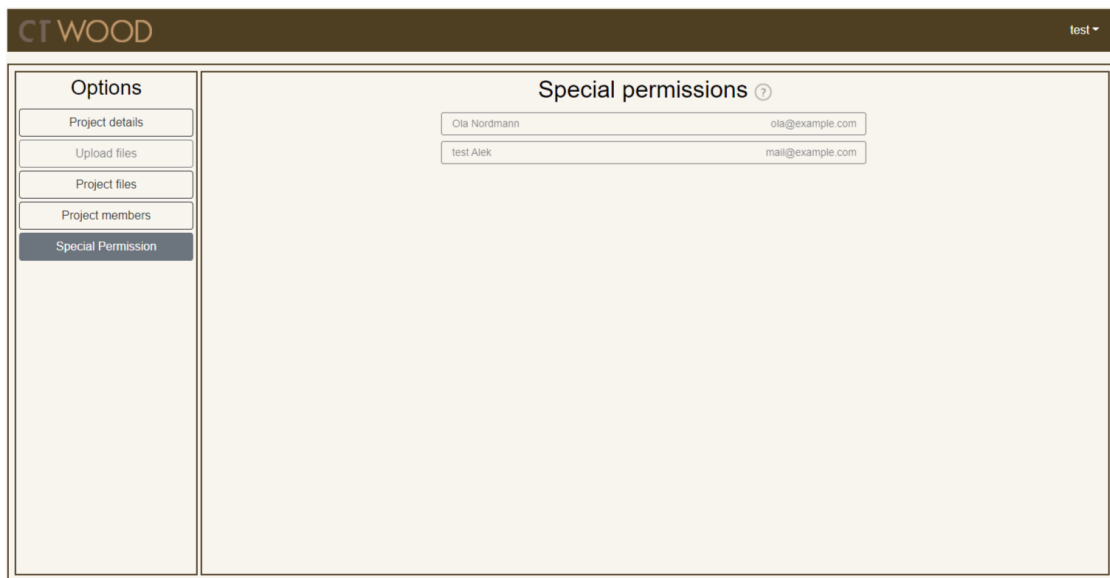 CT WOOD
test
Options
Project details
Upload files
Project files
Project members
Special Permission
Special permissions ?
Ola Nordmann ola@example.com
test Alek mail@example.com